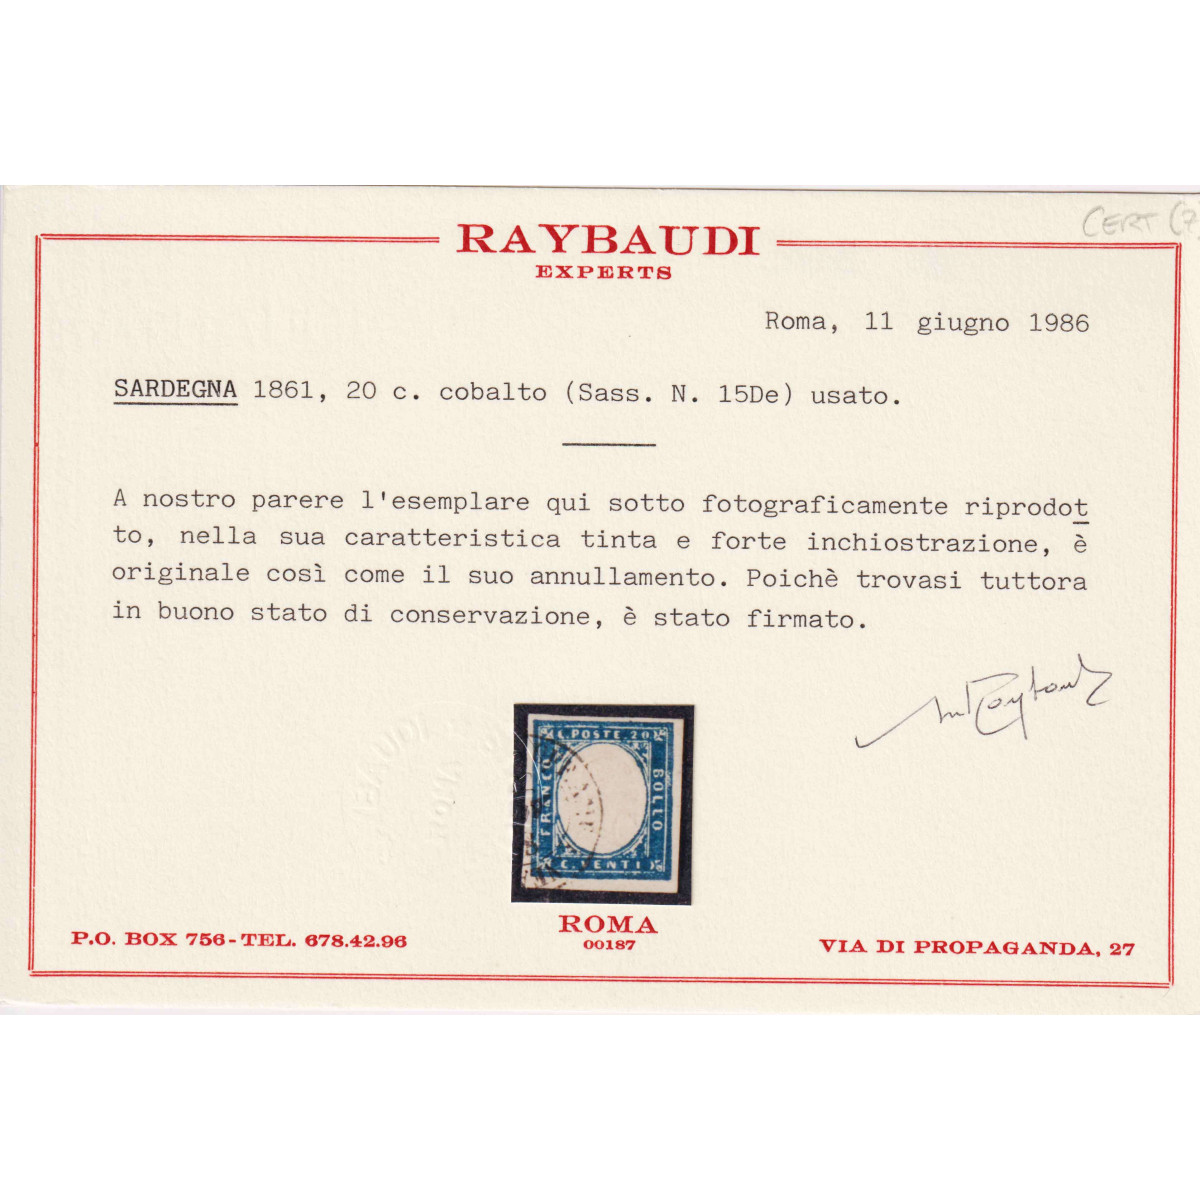 CERT (7
RAYBAUDI
EXPERTS
Roma, 11 giugno 1986
SARDEGNA 1861, 20 c. cobalto (Sass. N. 15De) usato.
A nostro parere l'esemplare qui sotto fotograficamente riprodot
to, nella sua caratteristica tinta e forte inchiostrazione, è
originale così come il suo annullamento. Poichè trovasi tuttora
in buono stato di conservazione, è stato firmato.
C. POSTE 20
FRANCO
BOLLO
C. VENTI
RAYBAUDI
ROMA
ROMA
00187
P.O. BOX 756-TEL. 678.42.96
VIA DI PROPAGANDA, 27